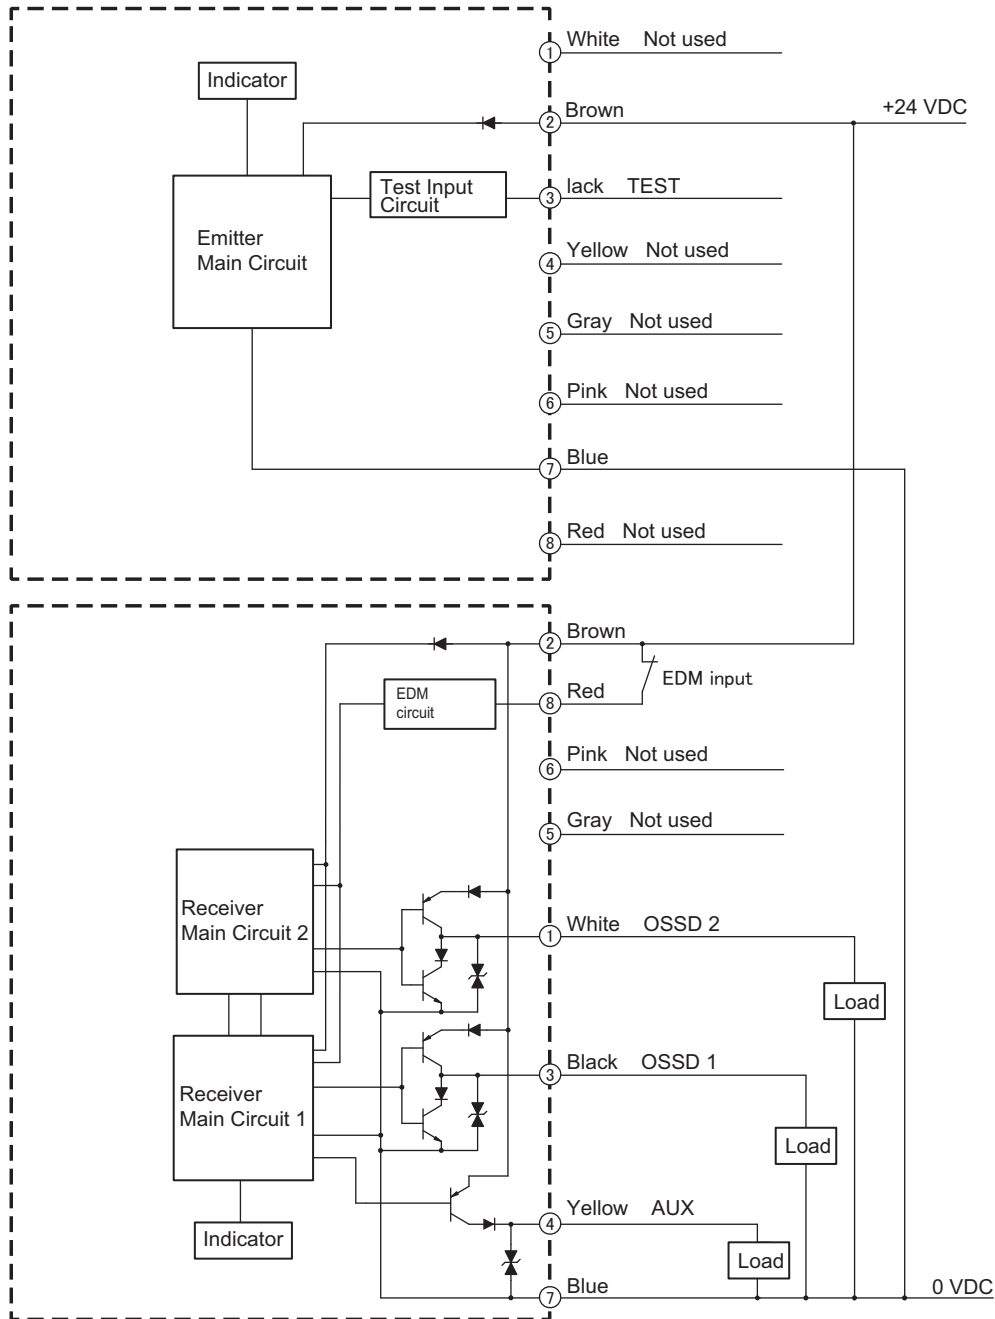 ① White Not used
Indicator
② Brown +24 VDC
Test Input
Circuit
③ lack TEST
Emitter
Main Circuit
④ Yellow Not used
⑤ Gray Not used
⑥ Pink Not used
⑦ Blue
⑧ Red Not used
② Brown
EDM input
EDM
circuit
⑧ Red
⑥ Pink Not used
⑤ Gray Not used
Receiver
Main Circuit 2
① White OSSD 2
Load
Receiver
Main Circuit 1
③ Black OSSD 1
Load
④ Yellow AUX
Indicator
Load
⑦ Blue 0 VDC